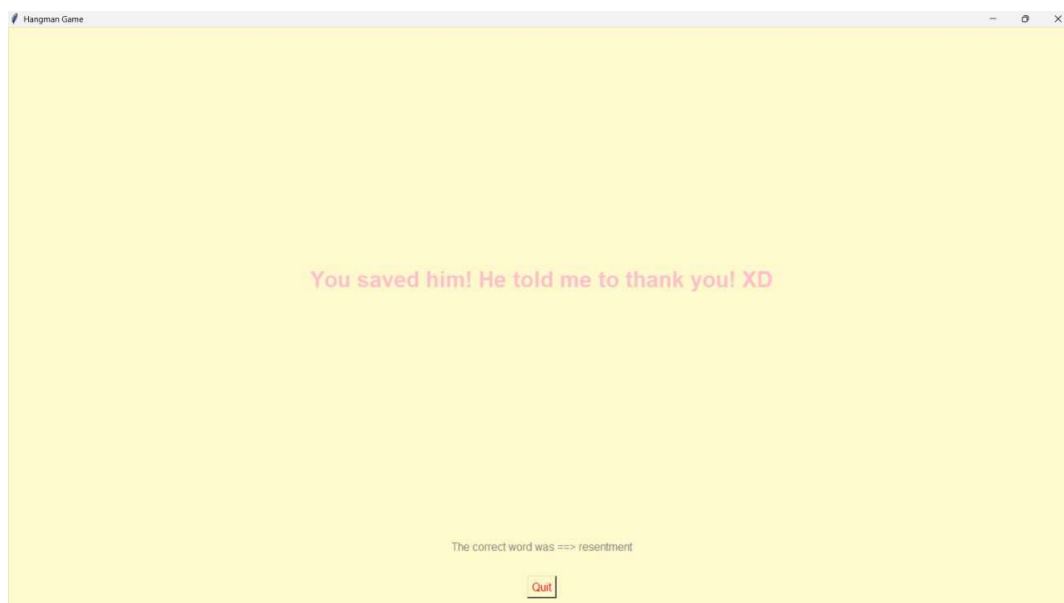 Hangman Game
You saved him! He told me to thank you! XD
The correct word was ==> resentment
Quit